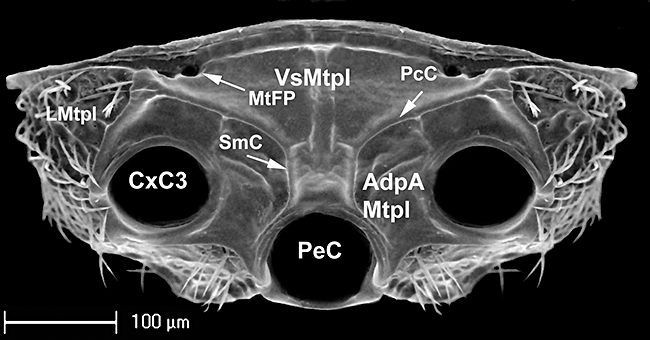 VsMtpl
PcC
MtFP
LMtpl
SmC
CxC3
AdpA
Mtpl
PeC
100 µm